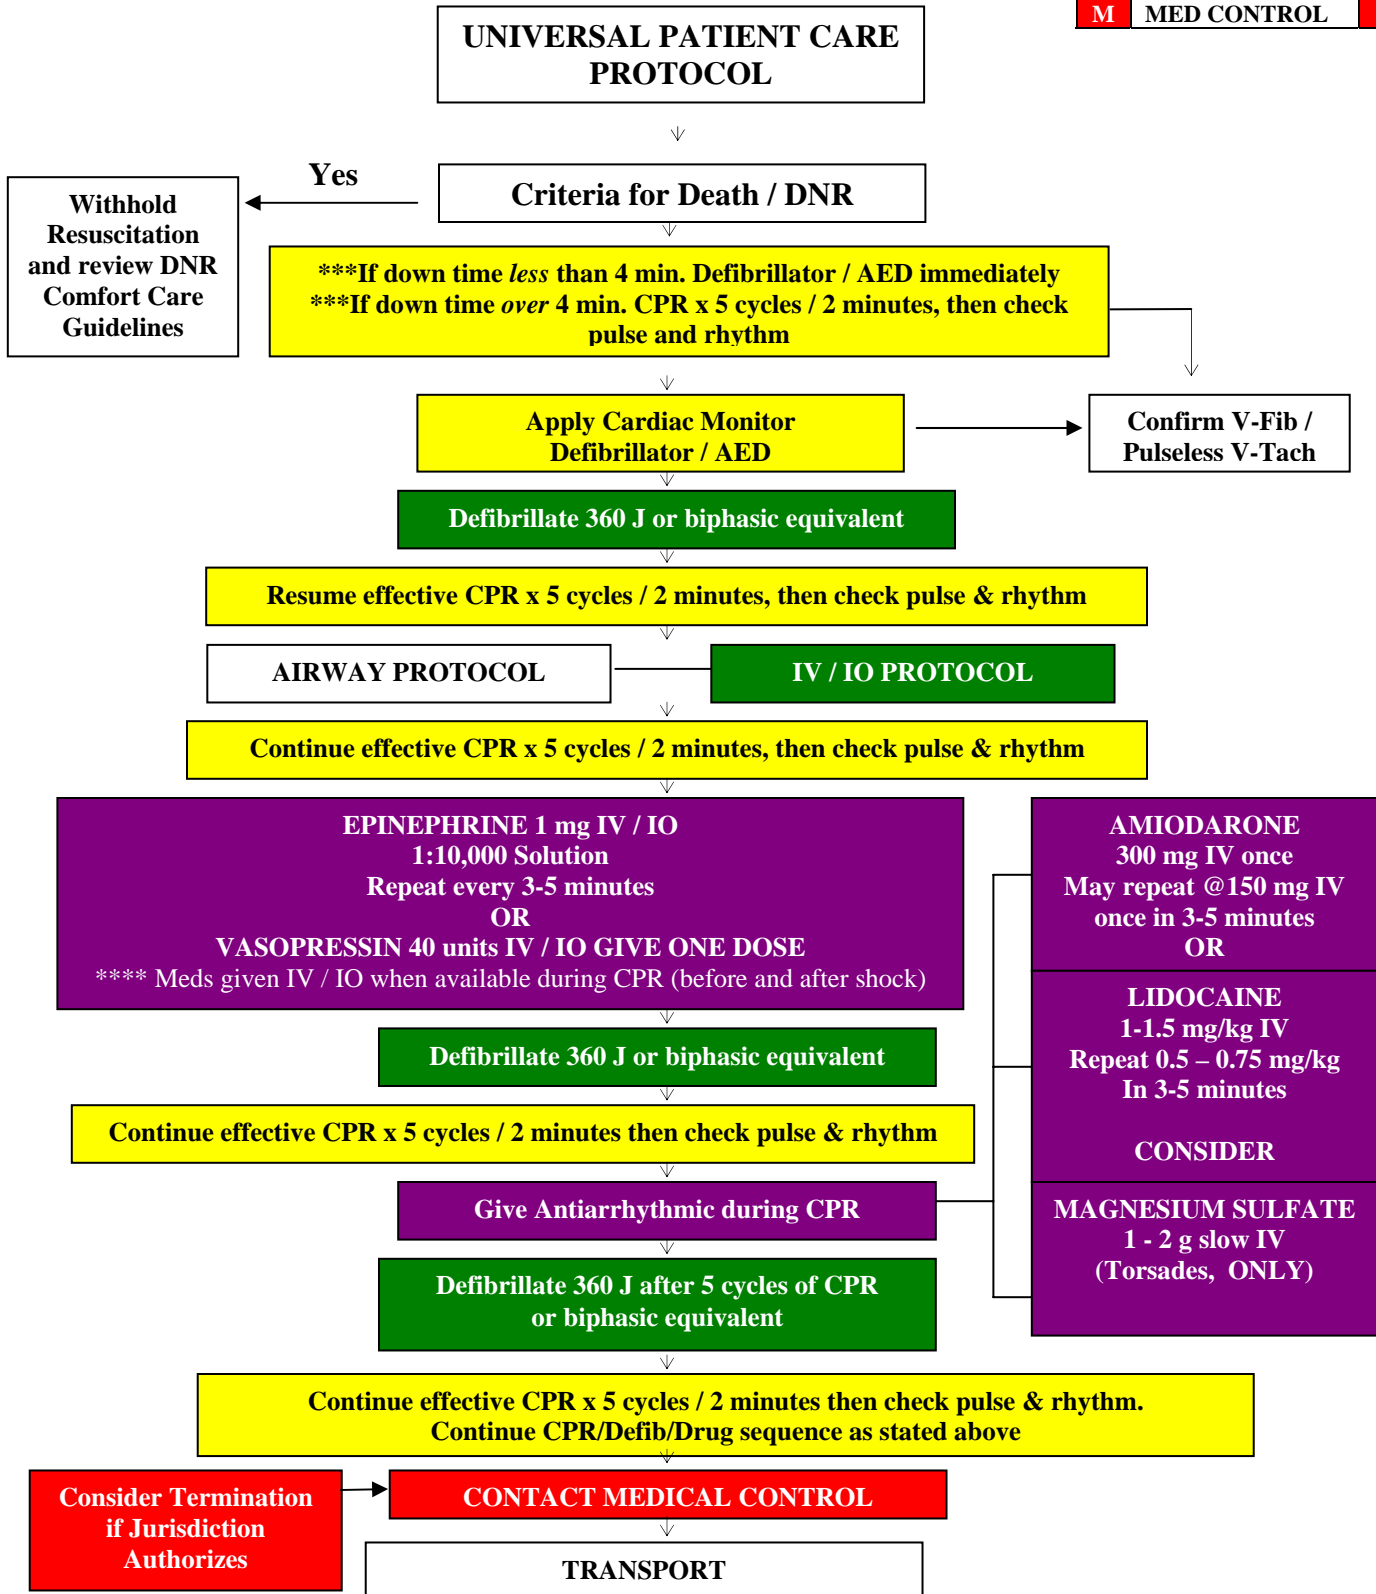 M MED CONTROL
UNIVERSAL PATIENT CARE
PROTOCOL
Yes
Criteria for Death / DNR
Withhold
Resuscitation
and review DNR
Comfort Care
Guidelines
***If down time less than 4 min. Defibrillator / AED immediately
***If down time over 4 min. CPR x 5 cycles / 2 minutes, then check
pulse and rhythm
Apply Cardiac Monitor
Defibrillator / AED
Confirm V-Fib /
Pulseless V-Tach
Defibrillate 360 J or biphasic equivalent
Resume effective CPR x 5 cycles / 2 minutes, then check pulse & rhythm
AIRWAY PROTOCOL
IV / IO PROTOCOL
Continue effective CPR x 5 cycles / 2 minutes, then check pulse & rhythm
EPINEPHRINE 1 mg IV / IO
1:10,000 Solution
Repeat every 3-5 minutes
OR
VASOPRESSIN 40 units IV / IO GIVE ONE DOSE
**** Meds given IV / IO when available during CPR (before and after shock)
AMIODARONE
300 mg IV once
May repeat @150 mg IV
once in 3-5 minutes
OR
LIDOCAINE
1-1.5 mg/kg IV
Repeat 0.5 – 0.75 mg/kg
In 3-5 minutes
CONSIDER
MAGNESIUM SULFATE
1 - 2 g slow IV
(Torsades, ONLY)
Defibrillate 360 J or biphasic equivalent
Continue effective CPR x 5 cycles / 2 minutes then check pulse & rhythm
Give Antiarrhythmic during CPR
Defibrillate 360 J after 5 cycles of CPR
or biphasic equivalent
Continue effective CPR x 5 cycles / 2 minutes then check pulse & rhythm.
Continue CPR/Defib/Drug sequence as stated above
Consider Termination
if Jurisdiction
Authorizes
CONTACT MEDICAL CONTROL
TRANSPORT